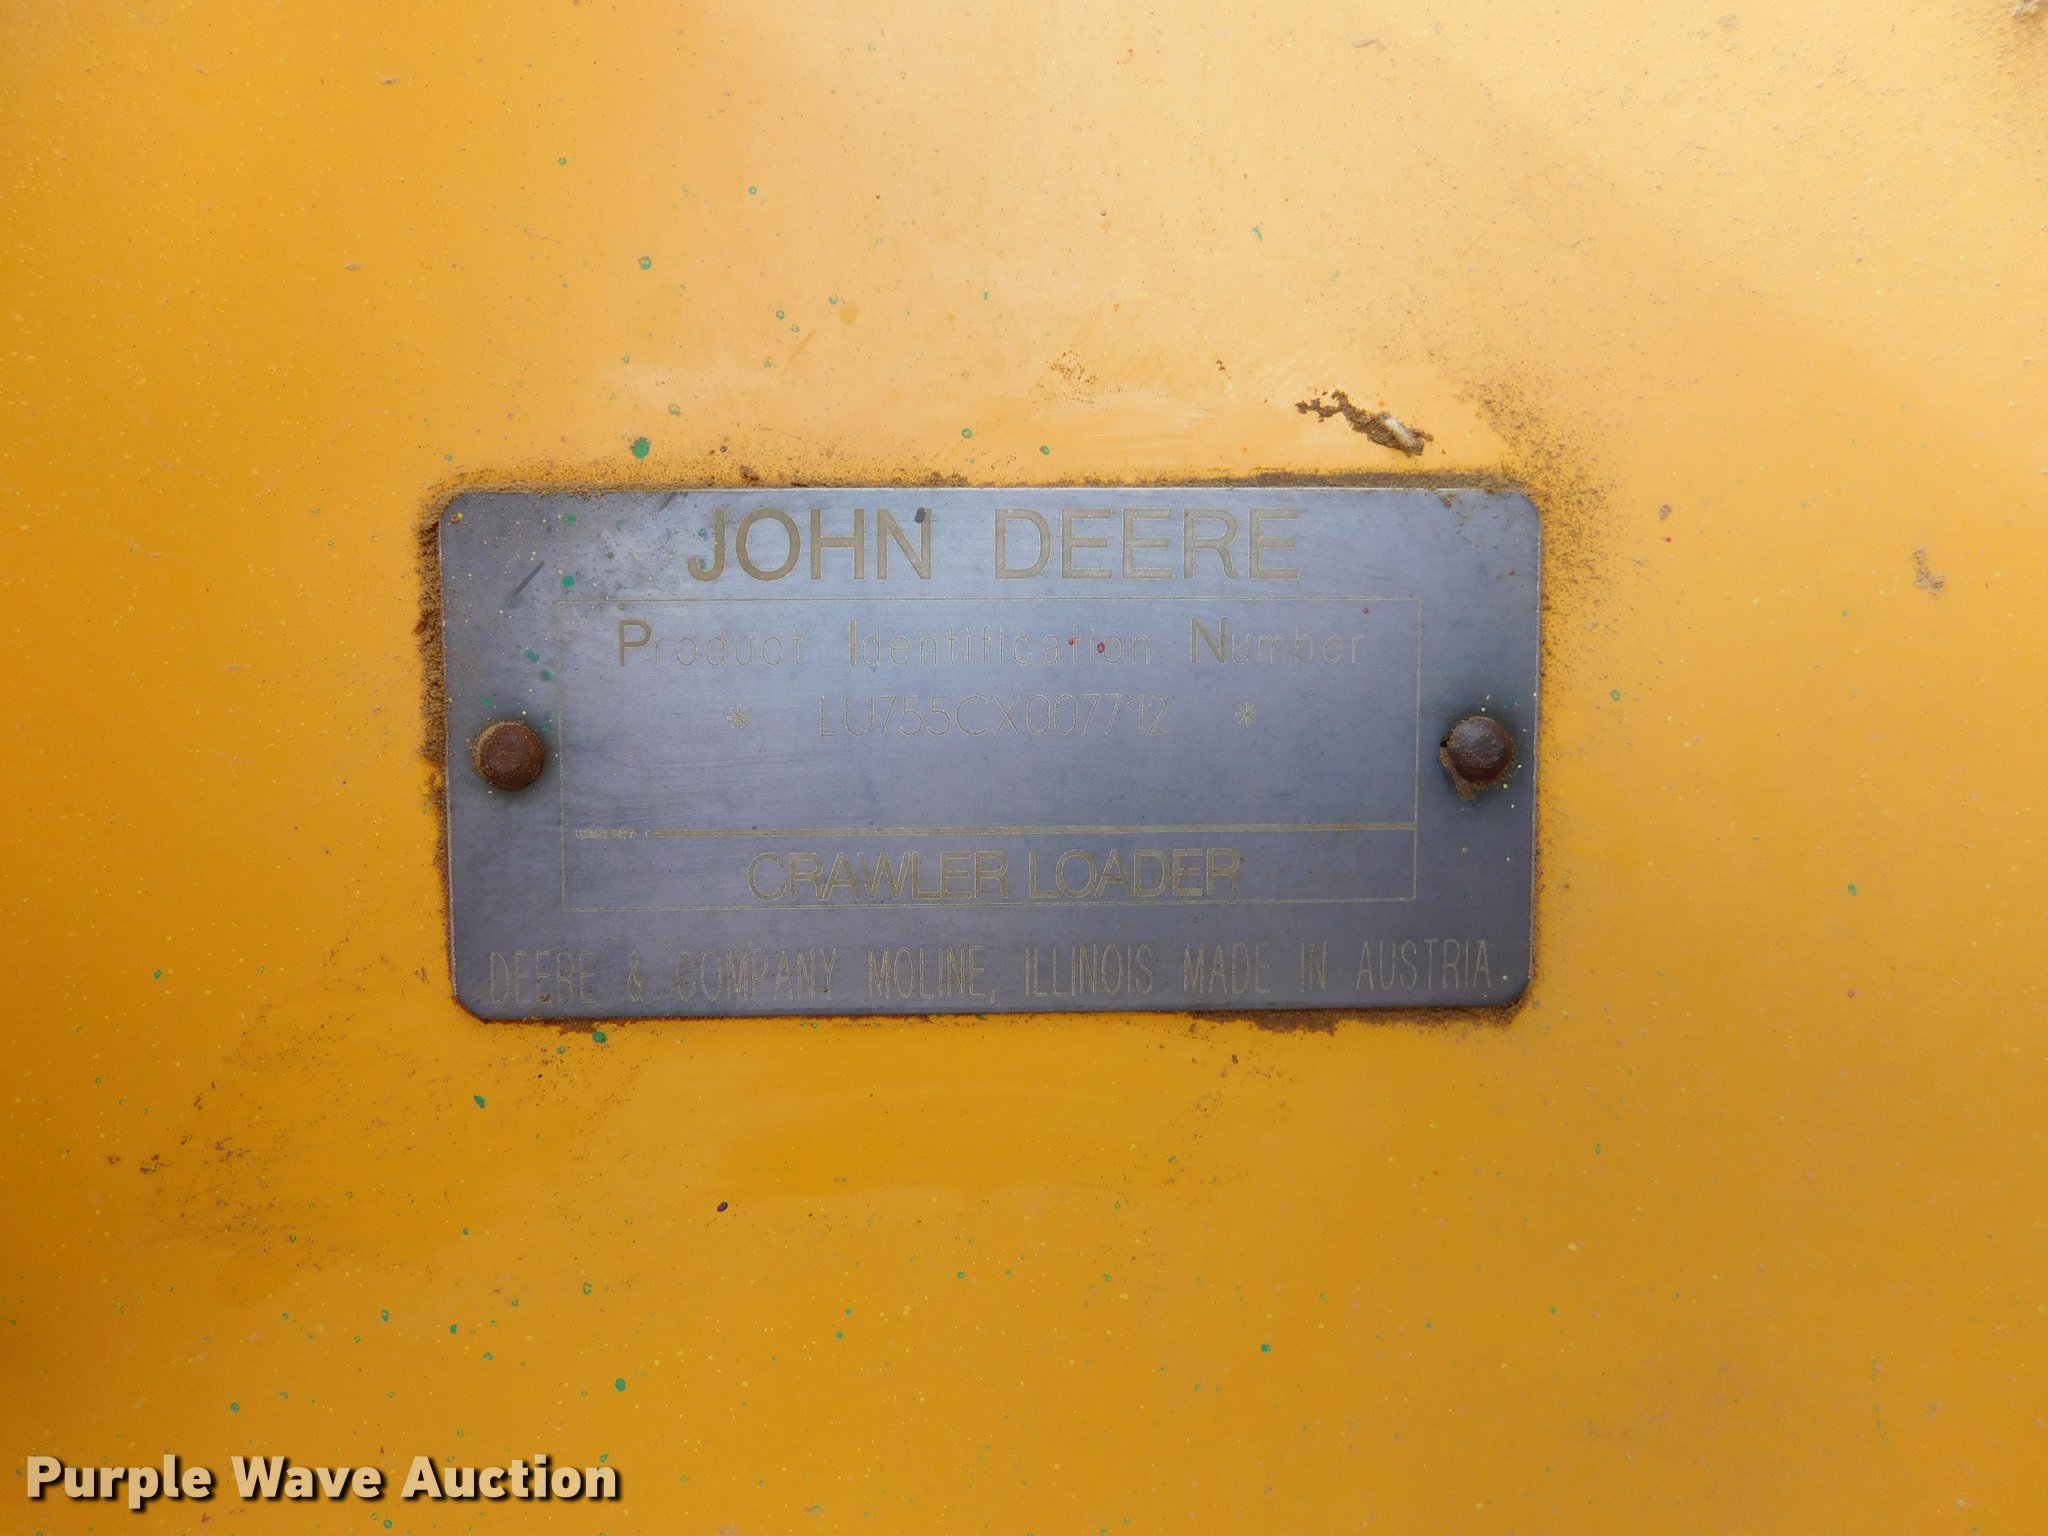 JOHN DEERE
Product Identification Number
* LU755CX007712 *
CRAWLER LOADER
DEERE & COMPANY MOLINE, ILLINOIS MADE IN AUSTRIA
Purple Wave Auction